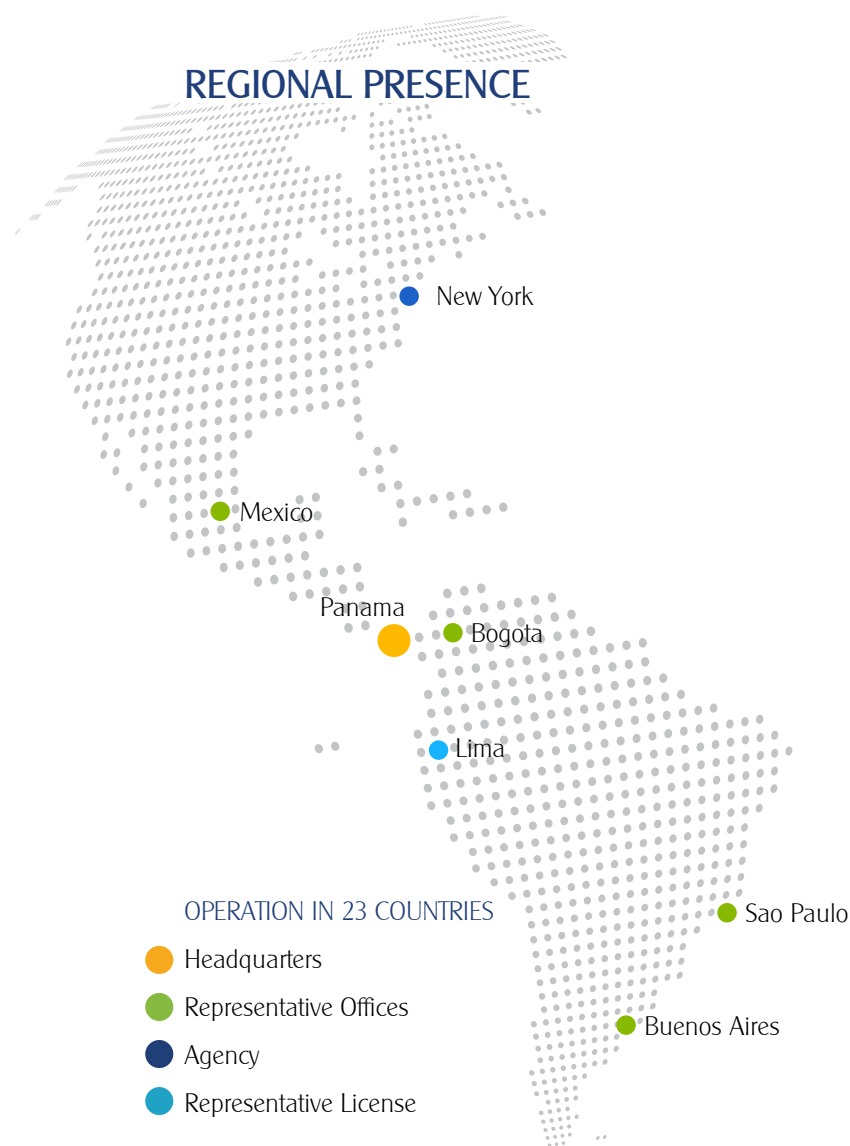 REGIONAL PRESENCE
New York
Mexico
Panama
Bogota
Lima
OPERATION IN 23 COUNTRIES
Sao Paulo
Headquarters
Representative Offices
Buenos Aires
Agency
Representative License